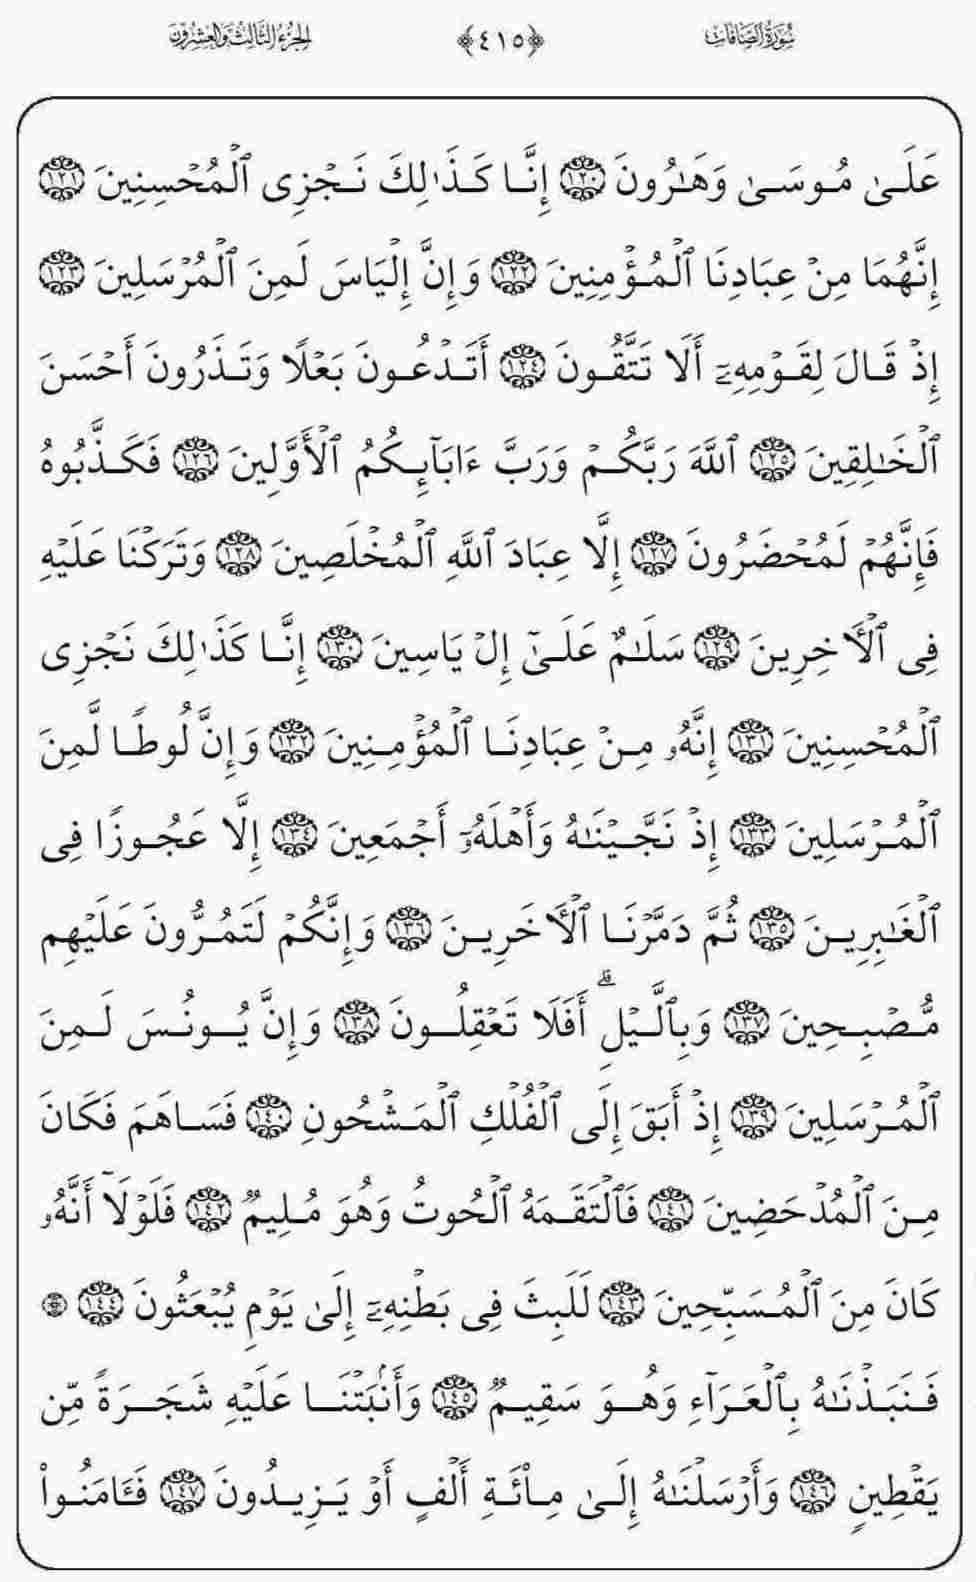 سُورَةُ الصَّافَّاتِ
﴿٤١٥﴾
الجُزْءُ الثَّالِثُ وَالعِشْرُونَ
عَلَىٰ مُوسَىٰ وَهَـٰرُونَ ١٢٠ إِنَّا كَذَٰلِكَ نَجْزِى ٱلْمُحْسِنِينَ ١٢١
إِنَّهُمَا مِنْ عِبَادِنَا ٱلْمُؤْمِنِينَ ١٢٢ وَإِنَّ إِلْيَاسَ لَمِنَ ٱلْمُرْسَلِينَ ١٢٣
إِذْ قَالَ لِقَوْمِهِۦٓ أَلَا تَتَّقُونَ ١٢٤ أَتَدْعُونَ بَعْلًا وَتَذَرُونَ أَحْسَنَ
ٱلْخَـٰلِقِينَ ١٢٥ ٱللَّهَ رَبَّكُمْ وَرَبَّ ءَابَآئِكُمُ ٱلْأَوَّلِينَ ١٢٦ فَكَذَّبُوهُ
فَإِنَّهُمْ لَمُحْضَرُونَ ١٢٧ إِلَّا عِبَادَ ٱللَّهِ ٱلْمُخْلَصِينَ ١٢٨ وَتَرَكْنَا عَلَيْهِ
فِى ٱلْـَٔاخِرِينَ ١٢٩ سَلَـٰمٌ عَلَىٰٓ إِلْ يَاسِينَ ١٣٠ إِنَّا كَذَٰلِكَ نَجْزِى
ٱلْمُحْسِنِينَ ١٣١ إِنَّهُۥ مِنْ عِبَادِنَا ٱلْمُؤْمِنِينَ ١٣٢ وَإِنَّ لُوطًا لَّمِنَ
ٱلْمُرْسَلِينَ ١٣٣ إِذْ نَجَّيْنَـٰهُ وَأَهْلَهُۥٓ أَجْمَعِينَ ١٣٤ إِلَّا عَجُوزًا فِى
ٱلْغَـٰبِرِينَ ١٣٥ ثُمَّ دَمَّرْنَا ٱلْـَٔاخَرِينَ ١٣٦ وَإِنَّكُمْ لَتَمُرُّونَ عَلَيْهِم
مُّصْبِحِينَ ١٣٧ وَبِٱلَّيْلِ ۗ أَفَلَا تَعْقِلُونَ ١٣٨ وَإِنَّ يُونُسَ لَمِنَ
ٱلْمُرْسَلِينَ ١٣٩ إِذْ أَبَقَ إِلَى ٱلْفُلْكِ ٱلْمَشْحُونِ ١٤٠ فَسَاهَمَ فَكَانَ
مِنَ ٱلْمُدْحَضِينَ ١٤١ فَٱلْتَقَمَهُ ٱلْحُوتُ وَهُوَ مُلِيمٌ ١٤٢ فَلَوْلَآ أَنَّهُۥ
كَانَ مِنَ ٱلْمُسَبِّحِينَ ١٤٣ لَلَبِثَ فِى بَطْنِهِۦٓ إِلَىٰ يَوْمِ يُبْعَثُونَ ١٤٤ ۞
فَنَبَذْنَـٰهُ بِٱلْعَرَآءِ وَهُوَ سَقِيمٌ ١٤٥ وَأَنۢبَتْنَا عَلَيْهِ شَجَرَةً مِّن
يَقْطِينٍ ١٤٦ وَأَرْسَلْنَـٰهُ إِلَىٰ مِا۟ئَةِ أَلْفٍ أَوْ يَزِيدُونَ ١٤٧ فَـَٔامَنُوا۟